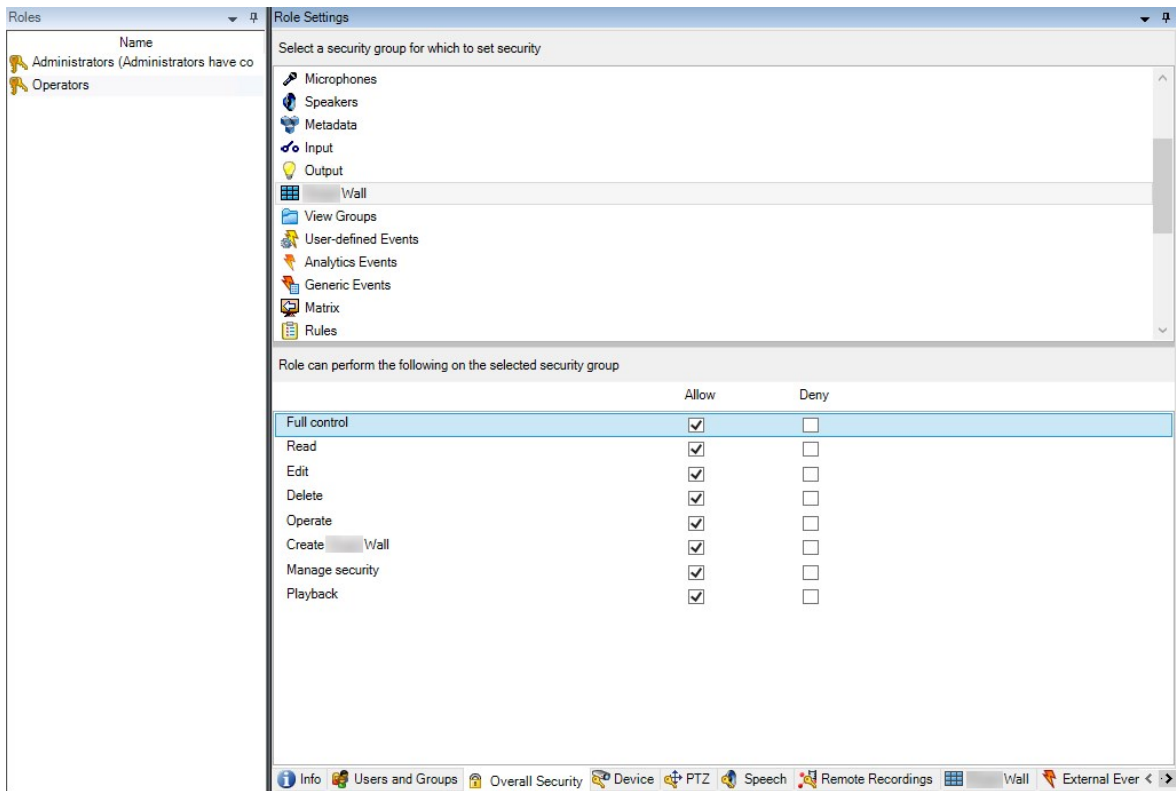 Roles
Name
Administrators (Administrators have co
Operators
Role Settings
Select a security group for which to set security
Microphones
Speakers
Metadata
Input
Output
Wall
View Groups
User-defined Events
Analytics Events
Generic Events
Matrix
Rules
Role can perform the following on the selected security group
Allow Deny
Full control
Read
Edit
Delete
Operate
Create Wall
Manage security
Playback
Info Users and Groups Overall Security Device PTZ Speech Remote Recordings Wall External Ever